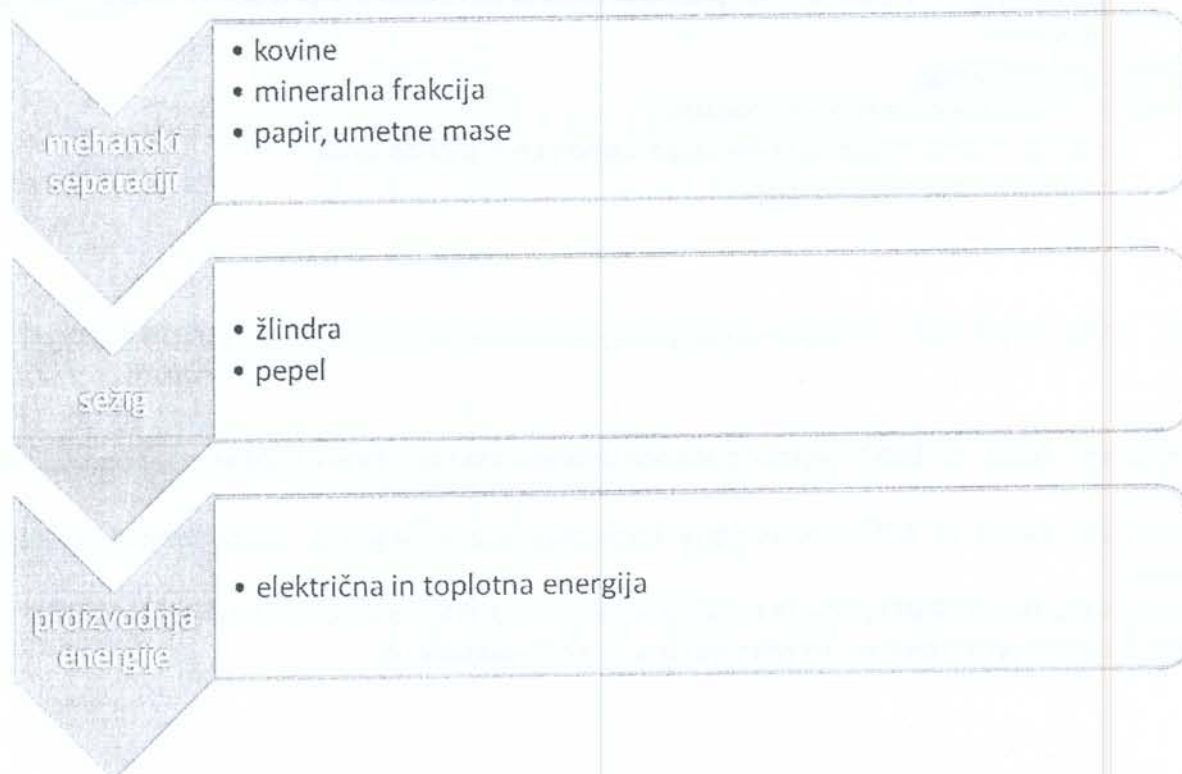 mehanski
separaciji
• kovine
• mineralna frakcija
• papir, umetne mase
sežig
• žlindra
• pepel
proizvodnja
energije
• električna in toplotna energija